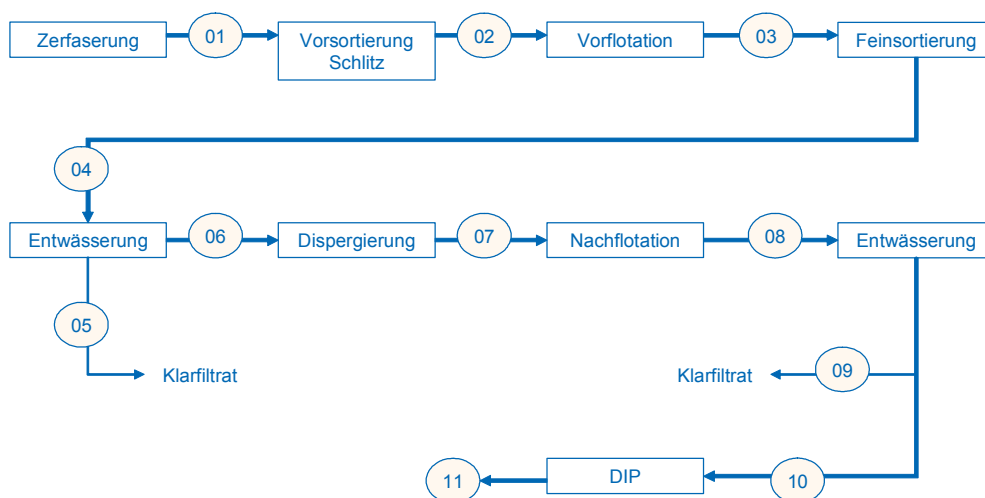 Zerfaserung
01
Vorsortierung
Schlitz
02
Vorflotation
03
Feinsortierung
04
Entwässerung
06
Dispergierung
07
Nachflotation
08
Entwässerung
05
Klarfiltrat
Klarfiltrat
09
11
DIP
10